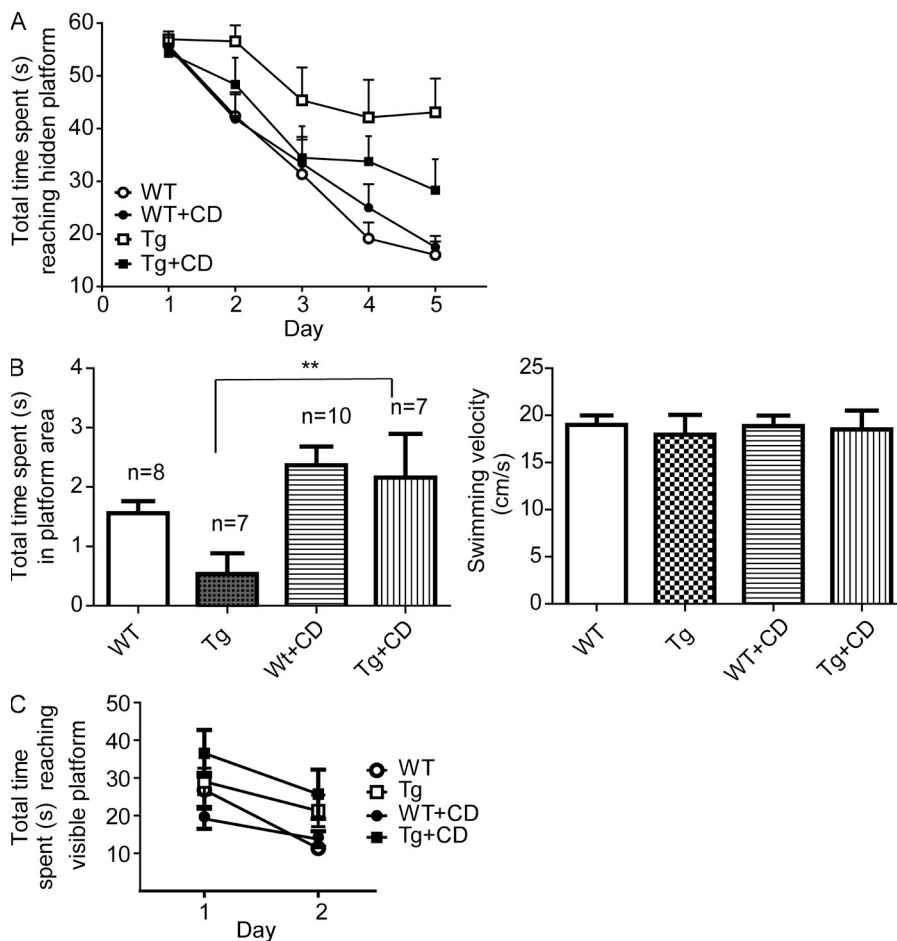 A
Total time spent (s)
reaching hidden platform
60
50
40
30
20
10
WT
WT+CD
Tg
Tg+CD
0 1 2 3 4 5
Day
B
Total time spent (s)
in platform area
4
3
2
1
0
**
n=8
n=7
n=10
n=7
WT
Tg
Wt+CD
Tg+CD
Swimming velocity
(cm/s)
25
20
15
10
5
0
WT
Tg
WT+CD
Tg+CD
C
Total time
spent (s) reaching
visible platform
50
40
30
20
10
WT
Tg
WT+CD
Tg+CD
1 2
Day